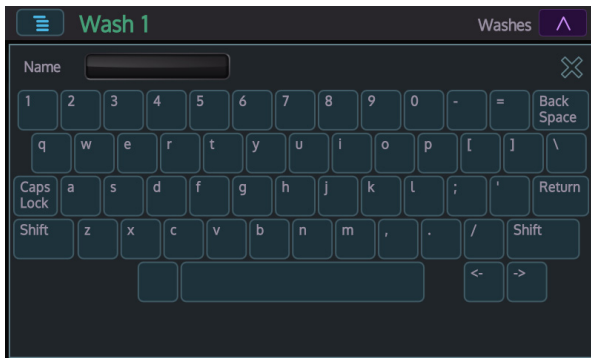 Wash 1 Washes
Name
1 2 3 4 5 6 7 8 9 0 - = Back Space
q w e r t y u i o p [ ] \
Caps Lock a s d f g h j k l ; ' Return
Shift z x c v b n m , . / Shift
<- ->